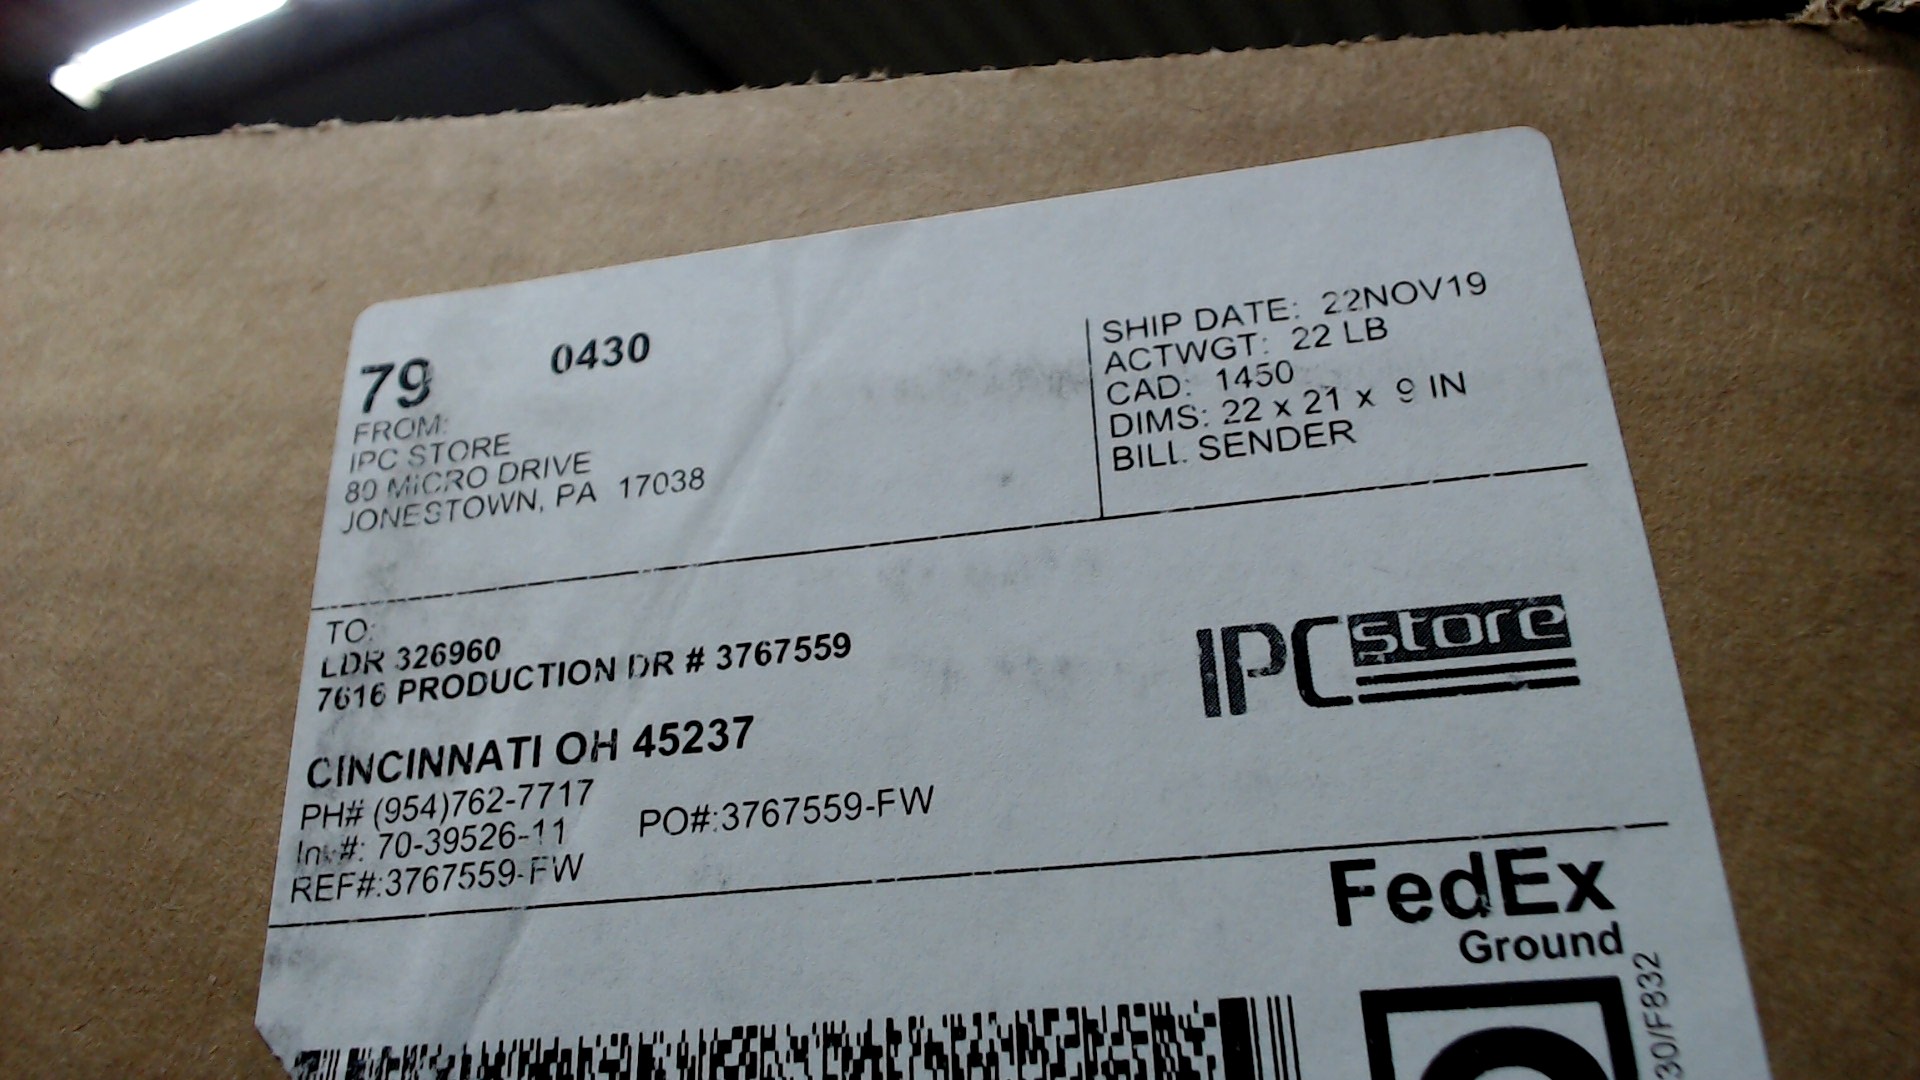 79 0430
FROM:
IPC STORE
80 MICRO DRIVE
JONESTOWN, PA 17038
SHIP DATE: 22NOV19
ACTWGT: 22 LB
CAD: 1450
DIMS: 22 x 21 x 9 IN
BILL SENDER
TO:
LDR 326960
7616 PRODUCTION DR # 3767559
CINCINNATI OH 45237
PH# (954)762-7717
Inv#: 70-39526-11 PO#:3767559-FW
REF#:3767559-FW
IPC store
FedEx
Ground
30/F832